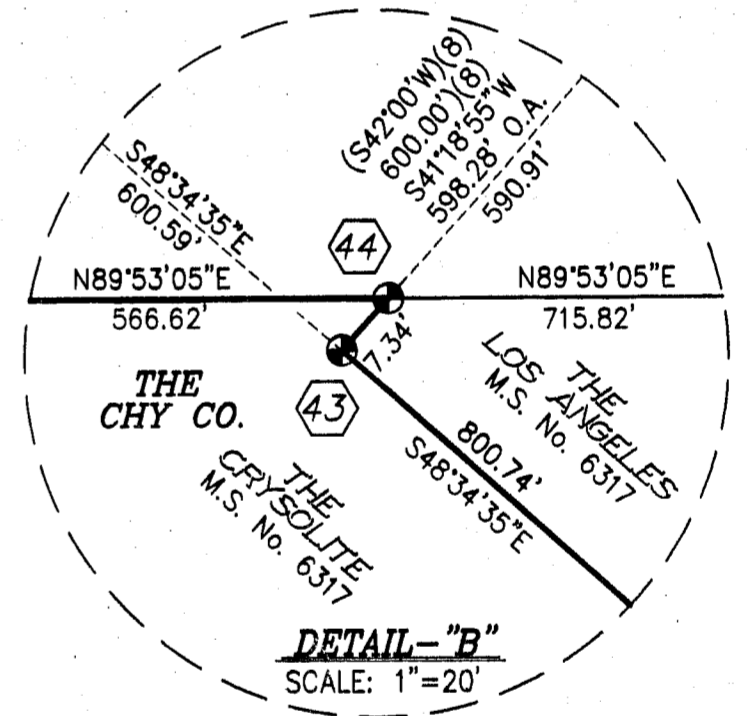 (S42°00'W)(8)
600.00')(8)
S41°18'55"W
598.28' O.A.
590.91'
S48°34'35"E
600.59'
44
N89°53'05"E
566.62'
N89°53'05"E
715.82'
7.34'
THE
CHY CO.
43
THE
LOS ANGELES
M.S. No. 6317
800.74'
S48°34'35"E
THE
CRYSOLITE
M.S. No. 6317
DETAIL-"B"
SCALE: 1"=20'